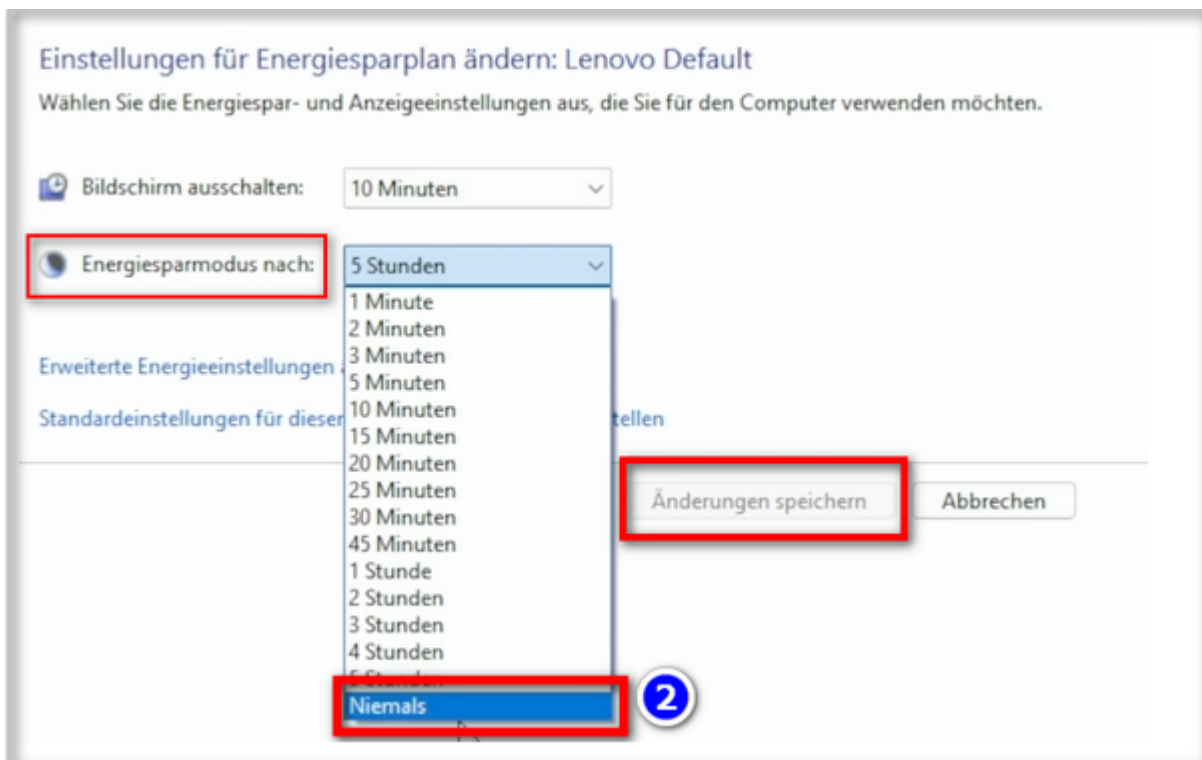 Einstellungen für Energiesparplan ändern: Lenovo Default
Wählen Sie die Energiespar- und Anzeigeeinstellungen aus, die Sie für den Computer verwenden möchten.
Bildschirm ausschalten: 10 Minuten
Energiesparmodus nach: 5 Stunden
1 Minute
2 Minuten
3 Minuten
Erweiterte Energieeinstellungen
5 Minuten
10 Minuten
Standardeinstellungen für dieser tellen
15 Minuten
20 Minuten
25 Minuten
Änderungen speichern Abbrechen
30 Minuten
45 Minuten
1 Stunde
2 Stunden
3 Stunden
4 Stunden
5 Stunden
Niemals 2